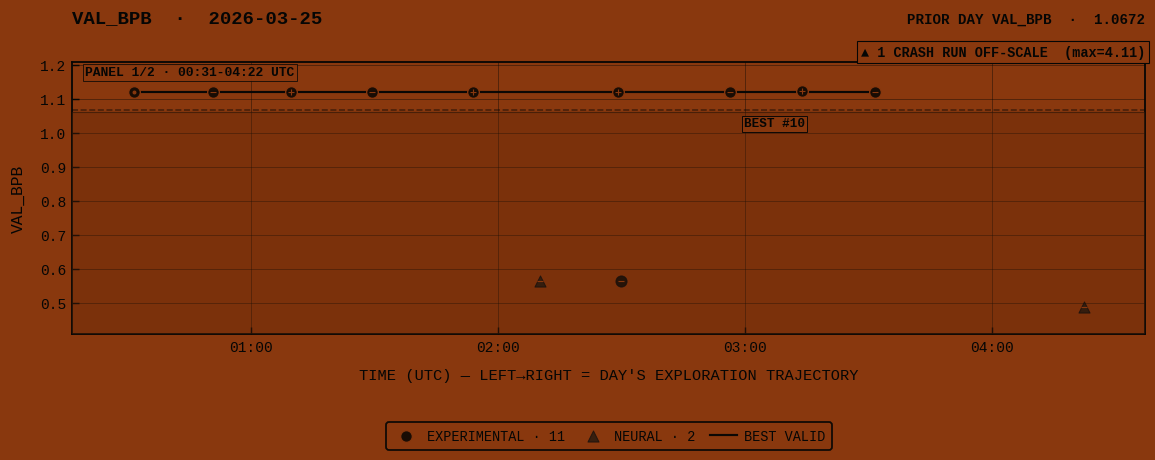 VAL_BPB · 2026-03-25
PRIOR DAY VAL_BPB · 1.0672
▲ 1 CRASH RUN OFF-SCALE (max=4.11)
PANEL 1/2 · 00:31-04:22 UTC
BEST #10
VAL_BPB
1.2
1.1
1.0
0.9
0.8
0.7
0.6
0.5
01:00
02:00
03:00
04:00
TIME (UTC) — LEFT→RIGHT = DAY'S EXPLORATION TRAJECTORY
EXPERIMENTAL · 11
NEURAL · 2
BEST VALID